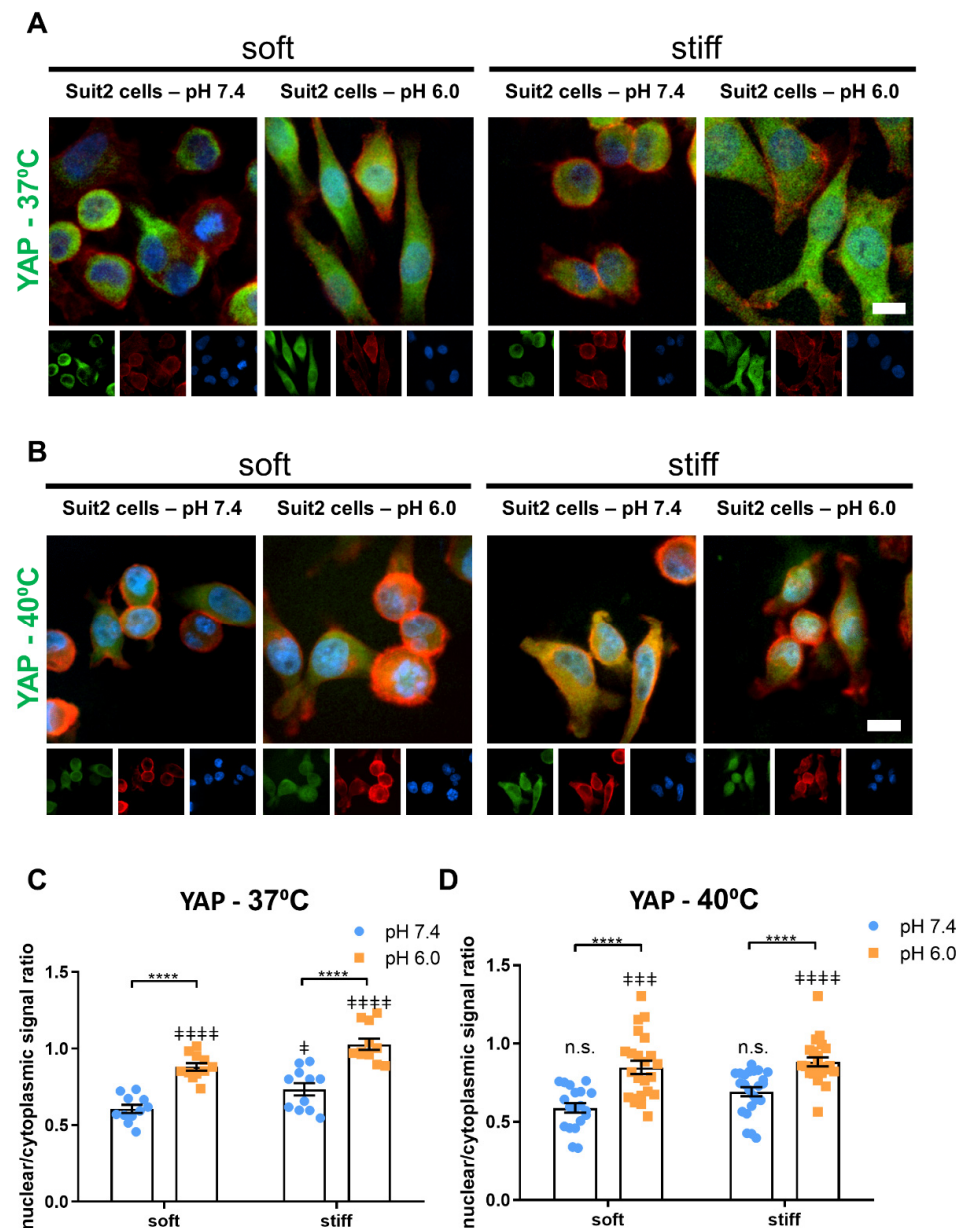 A
soft
stiff
Suit2 cells – pH 7.4
Suit2 cells – pH 6.0
Suit2 cells – pH 7.4
Suit2 cells – pH 6.0
YAP - 37ºC
B
soft
stiff
Suit2 cells – pH 7.4
Suit2 cells – pH 6.0
Suit2 cells – pH 7.4
Suit2 cells – pH 6.0
YAP - 40ºC
C
YAP - 37ºC
pH 7.4
pH 6.0
nuclear/cytoplasmic signal ratio
1.5
1.0
0.5
0.0
****
****
‡‡‡‡
‡
‡‡‡‡
soft
stiff
D
YAP - 40ºC
pH 7.4
pH 6.0
nuclear/cytoplasmic signal ratio
1.5
1.0
0.5
0.0
****
****
n.s.
‡‡‡
n.s.
‡‡‡‡
soft
stiff